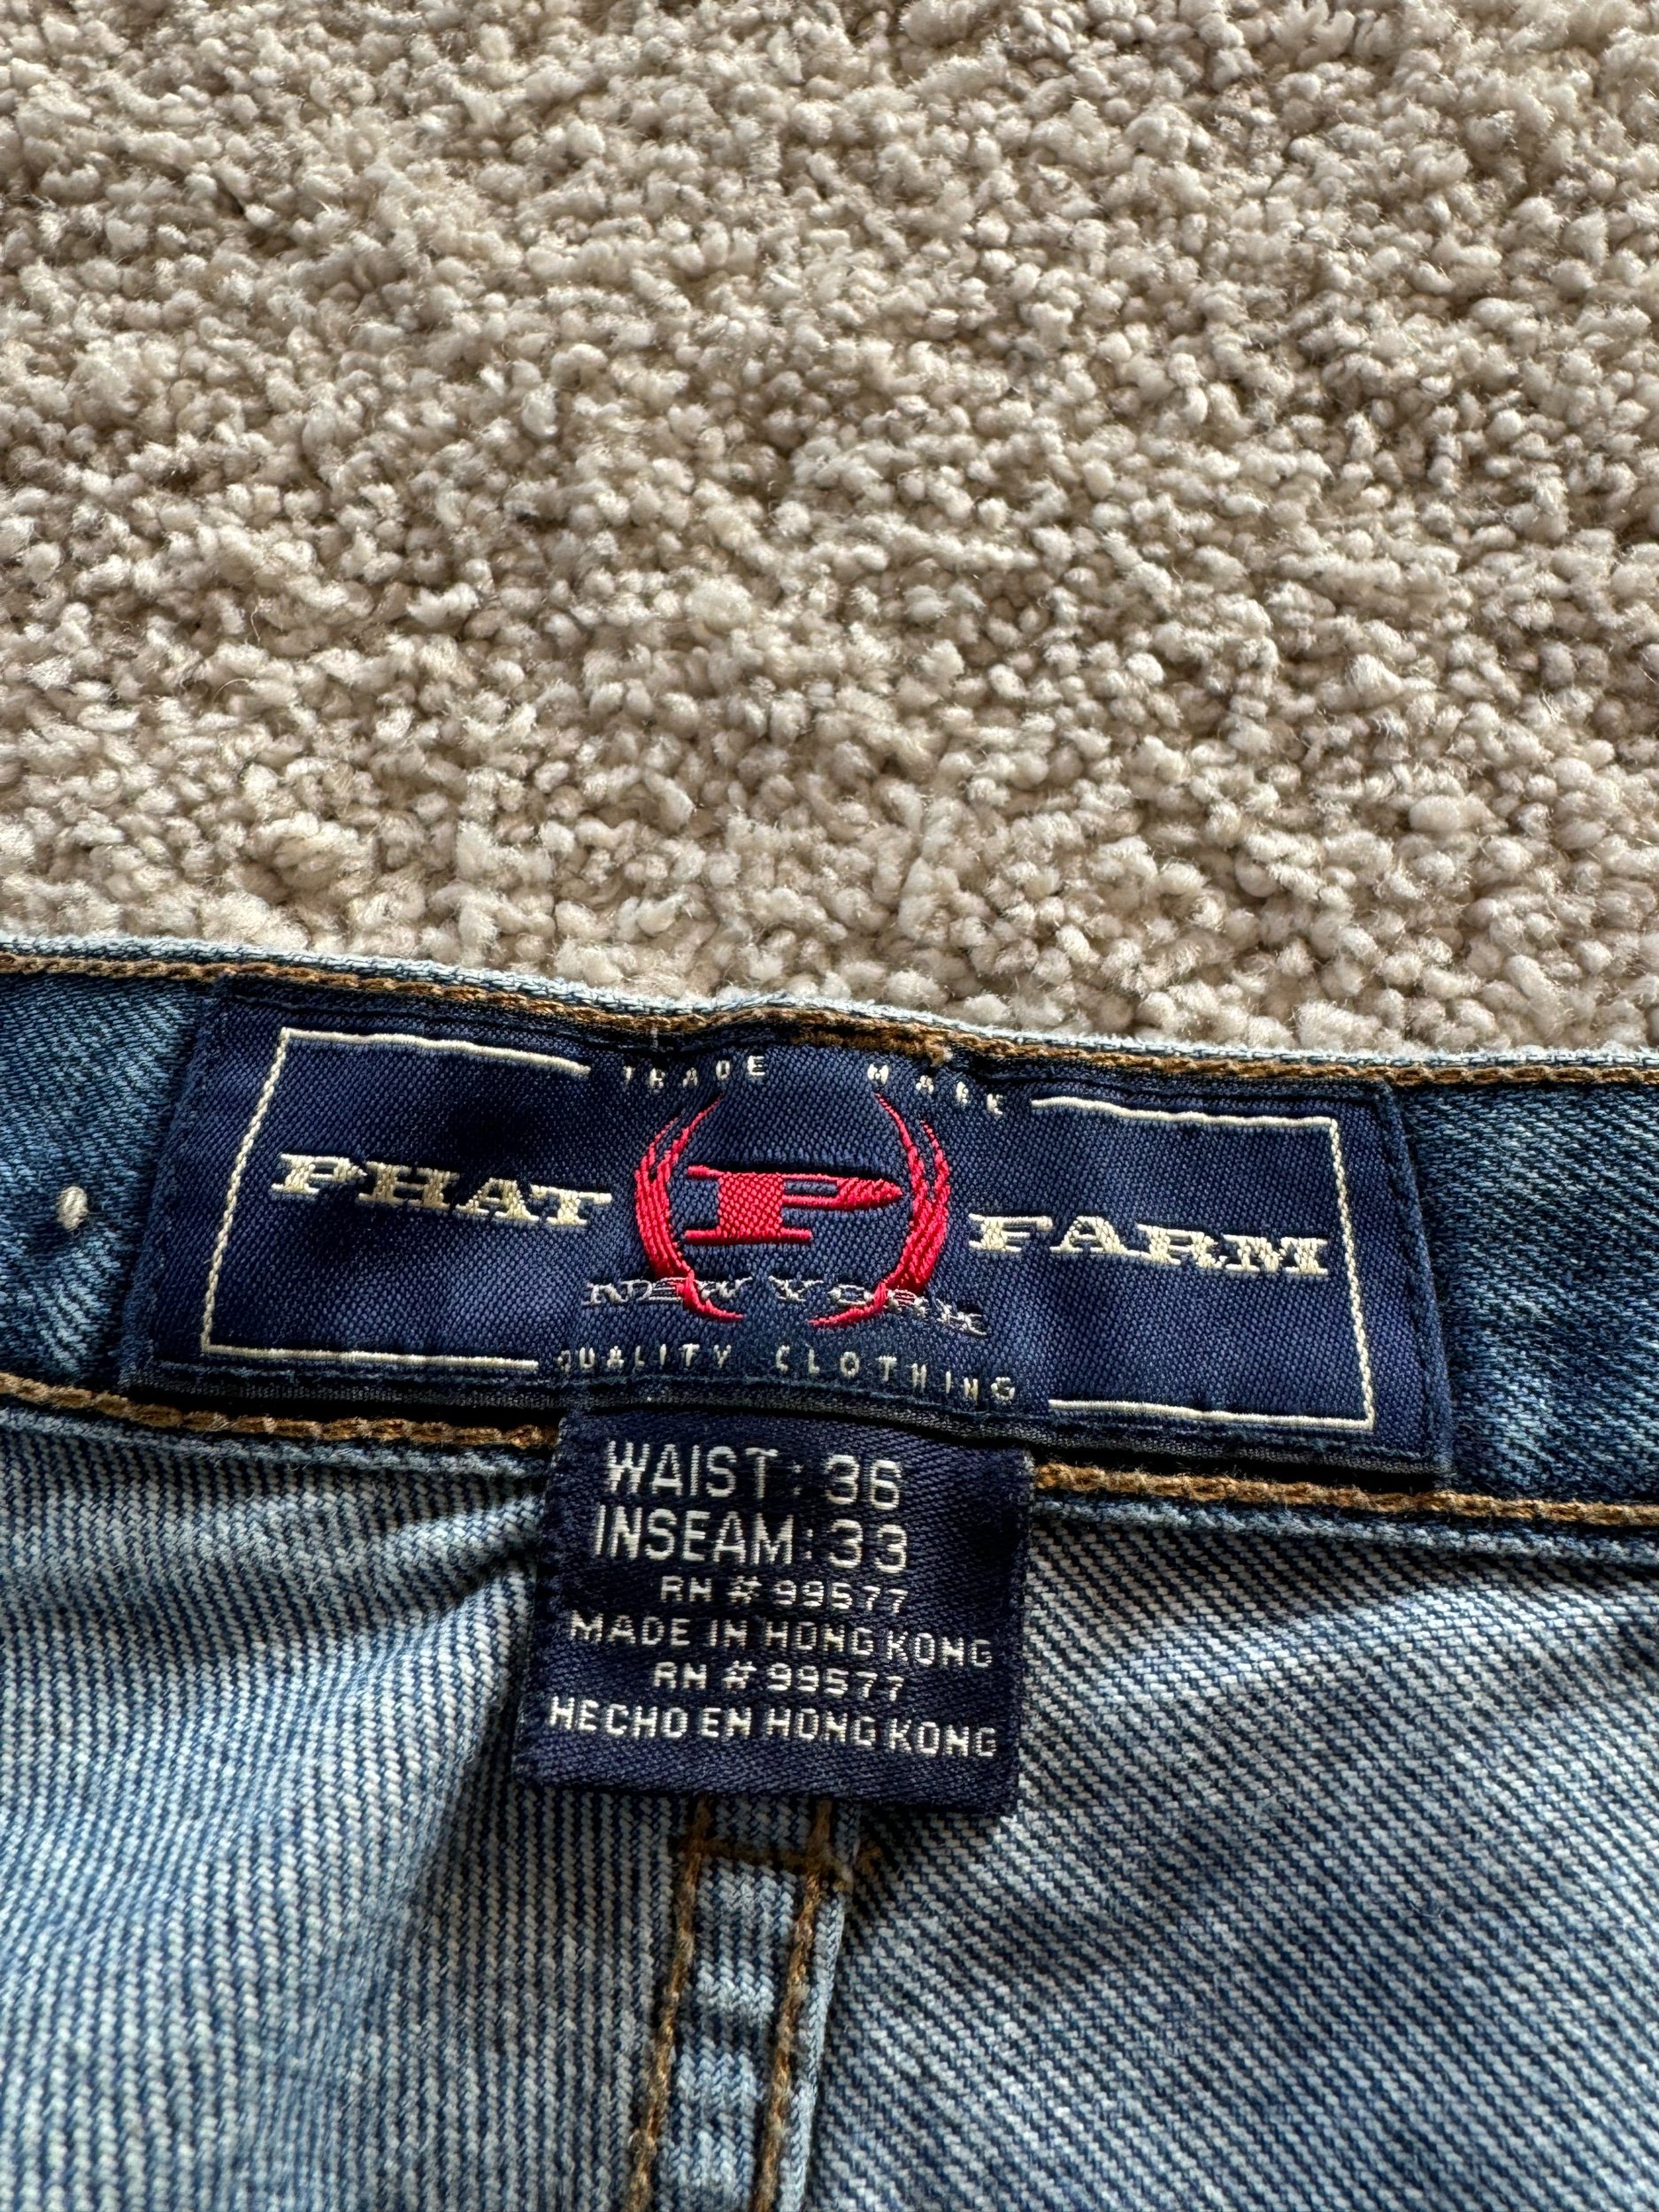 TRADE MARK
PHAT P FARM
NEW YORK
QUALITY CLOTHING
WAIST: 36
INSEAM: 33
RN # 99577
MADE IN HONG KONG
RN # 99577
HECHO EN HONG KONG